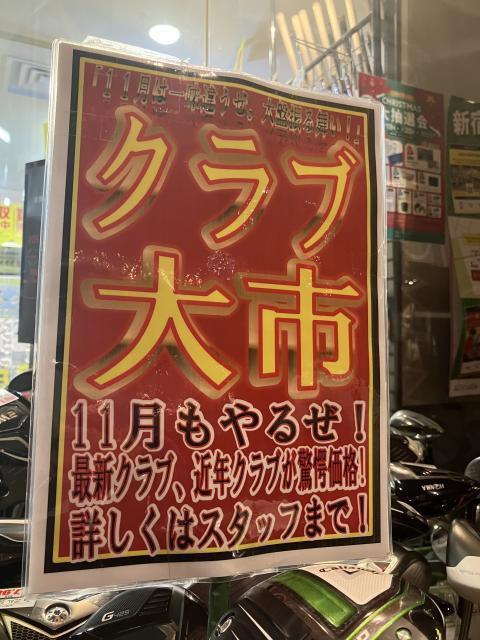 『11月は一味違うぜ、大盤振る舞い！』
クラブ
大市
11月もやるぜ！
最新クラブ、近年クラブが驚愕価格！
詳しくはスタッフまで！
CHRISTMAS
大抽選会
新宿
G425